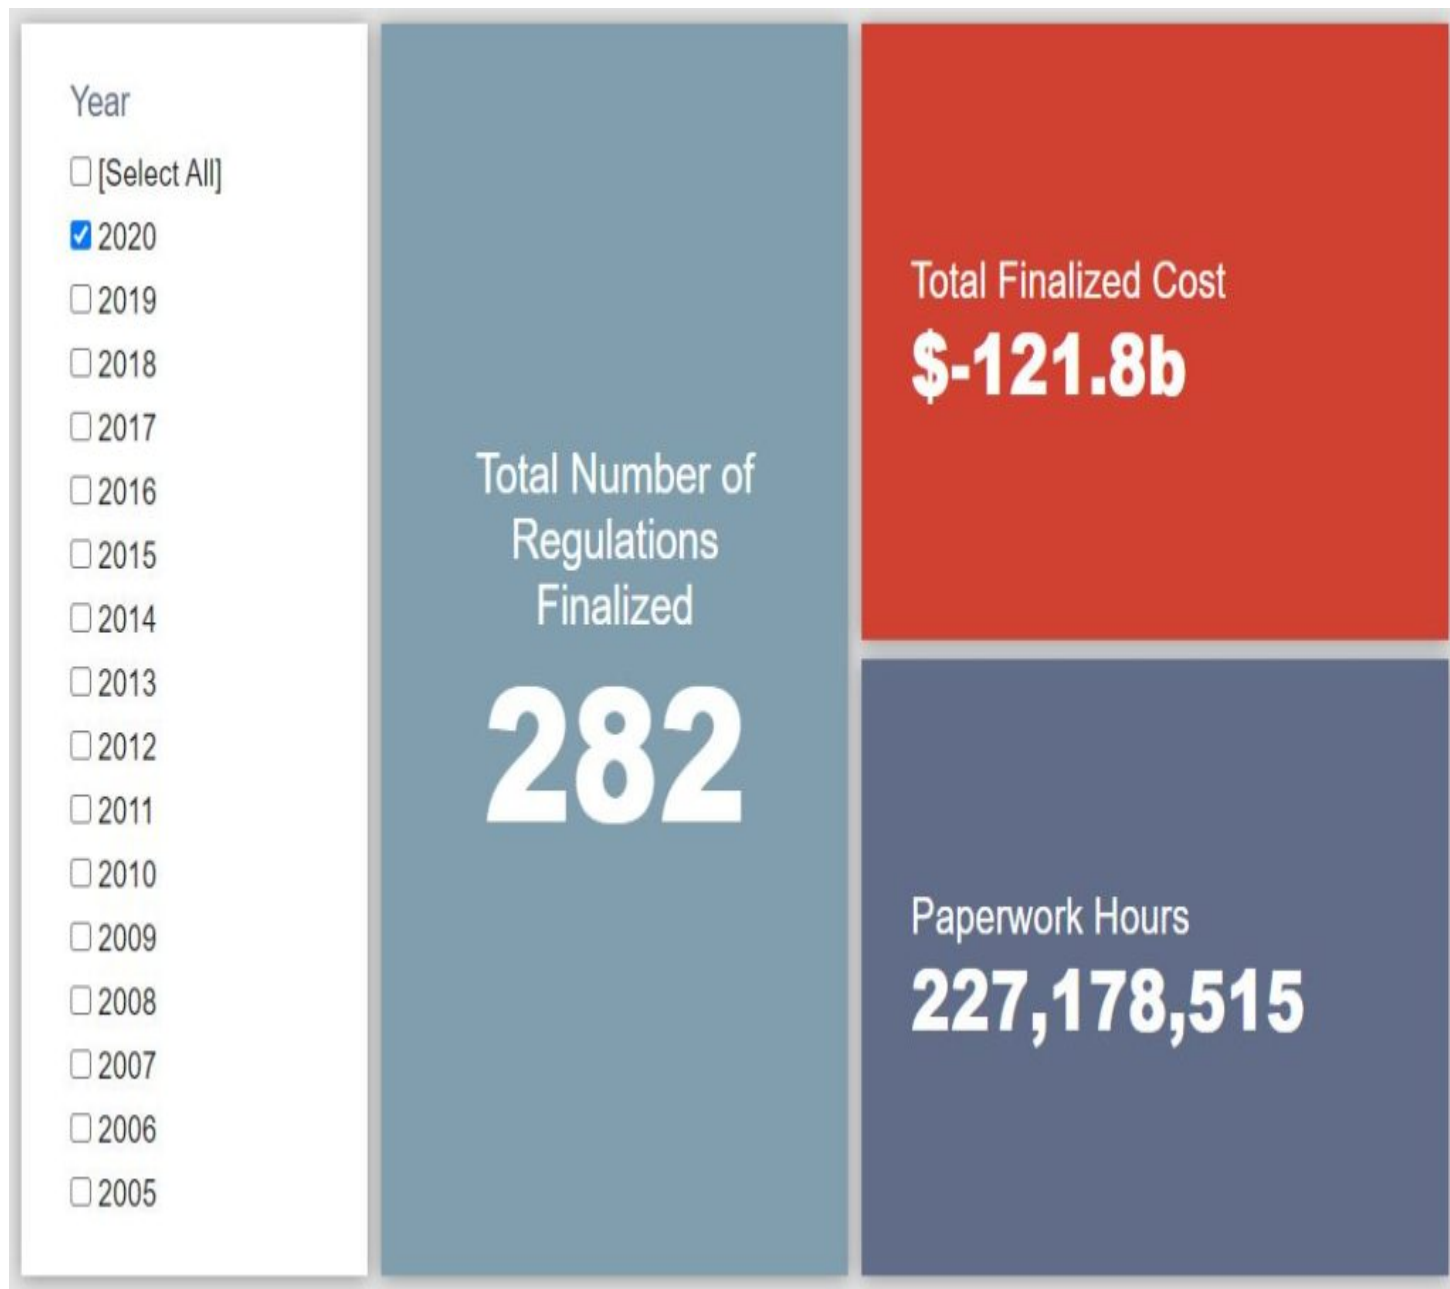 Year
[Select All]
2020
2019
2018
2017
2016
2015
2014
2013
2012
2011
2010
2009
2008
2007
2006
2005
Total Number of
Regulations
Finalized
282
Total Finalized Cost
$-121.8b
Paperwork Hours
227,178,515